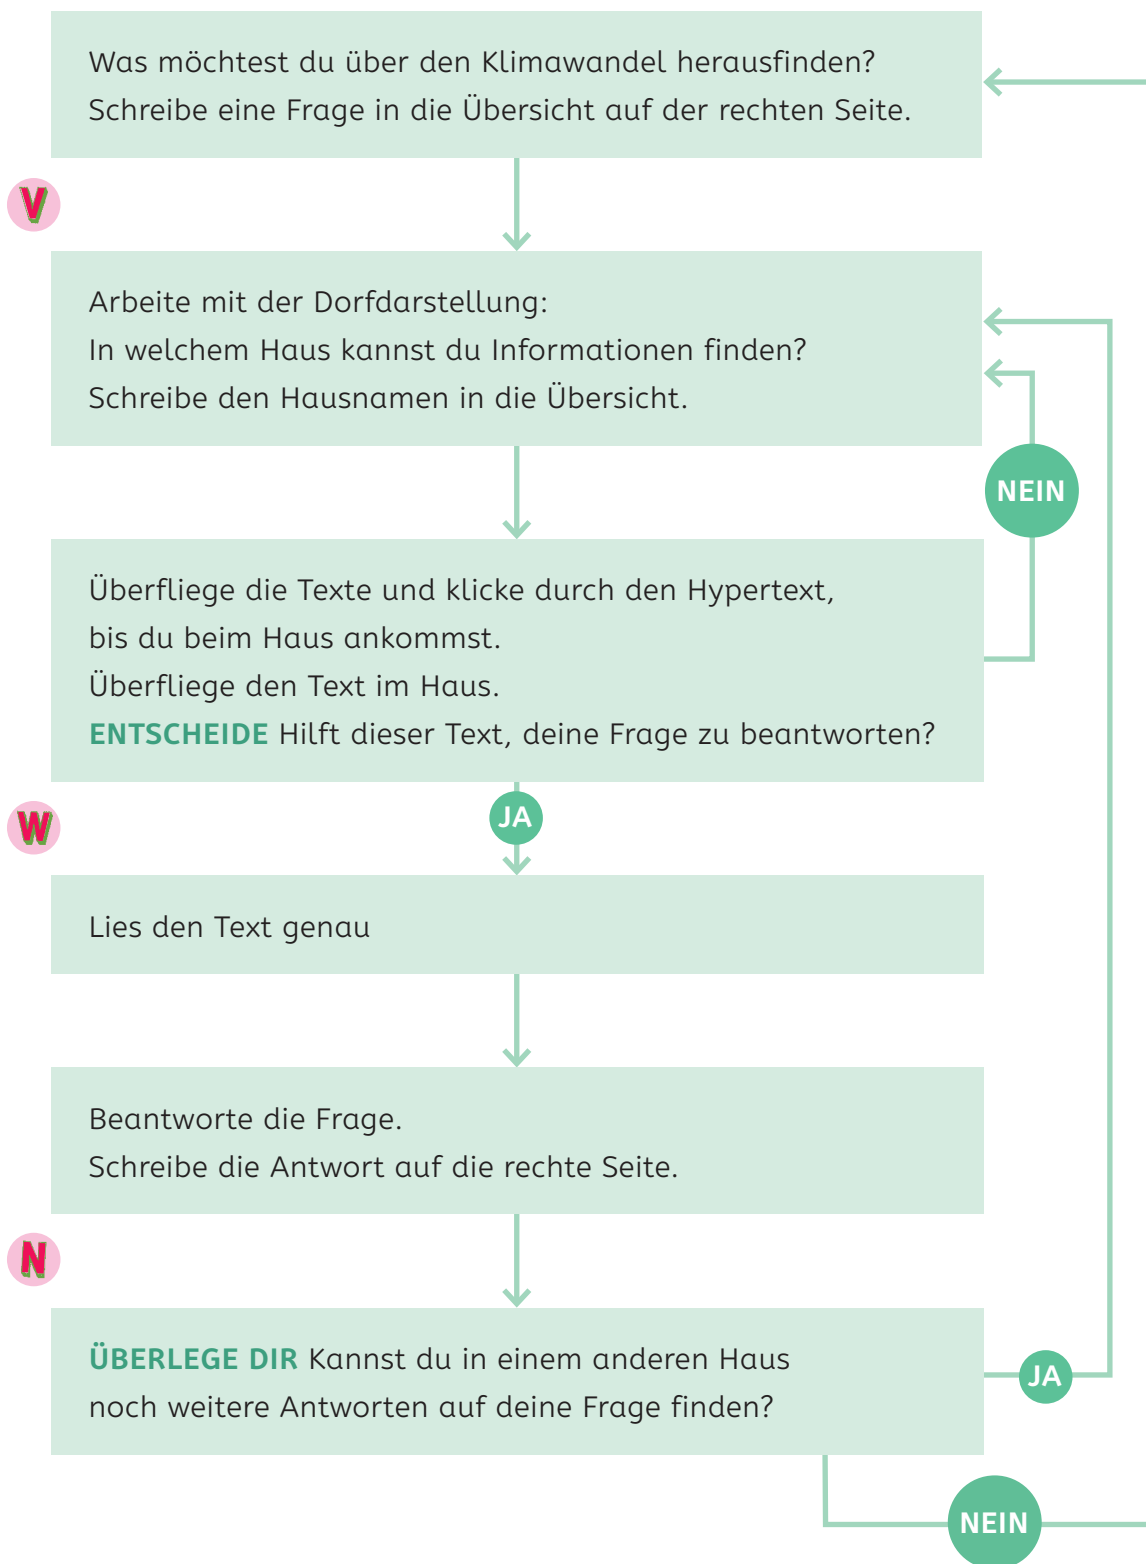 Was möchtest du über den Klimawandel herausfinden?
Schreibe eine Frage in die Übersicht auf der rechten Seite.
V
Arbeite mit der Dorfdarstellung:
In welchem Haus kannst du Informationen finden?
Schreibe den Hausnamen in die Übersicht.
NEIN
Überfliege die Texte und klicke durch den Hypertext,
bis du beim Haus ankommst.
Überfliege den Text im Haus.
ENTSCHEIDE Hilft dieser Text, deine Frage zu beantworten?
W
JA
Lies den Text genau
Beantworte die Frage.
Schreibe die Antwort auf die rechte Seite.
N
ÜBERLEGE DIR Kannst du in einem anderen Haus
noch weitere Antworten auf deine Frage finden?
JA
NEIN